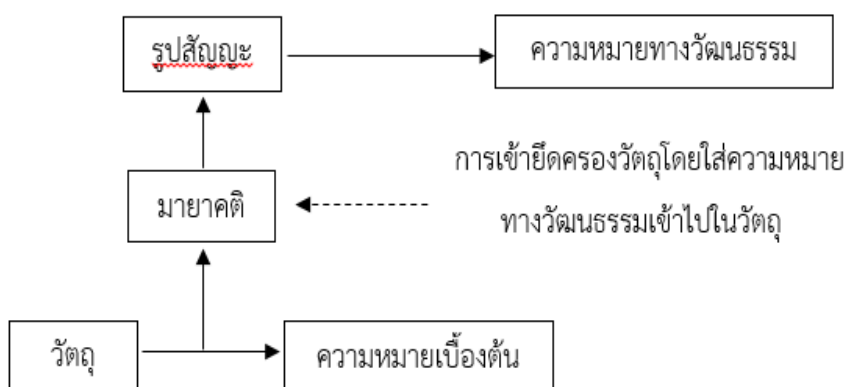 รูปสัญญะ
ความหมายทางวัฒนธรรม
การเข้ายึดครองวัตถุโดยใส่ความหมาย
ทางวัฒนธรรมเข้าไปในวัตถุ
มายาคติ
วัตถุ
ความหมายเบื้องต้น